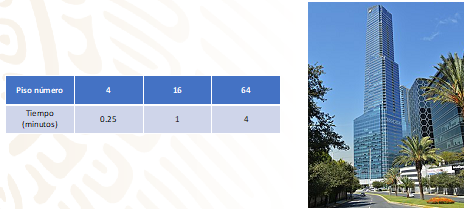 Piso número 4 16 64
Tiempo
(minutos) 0.25 1 4